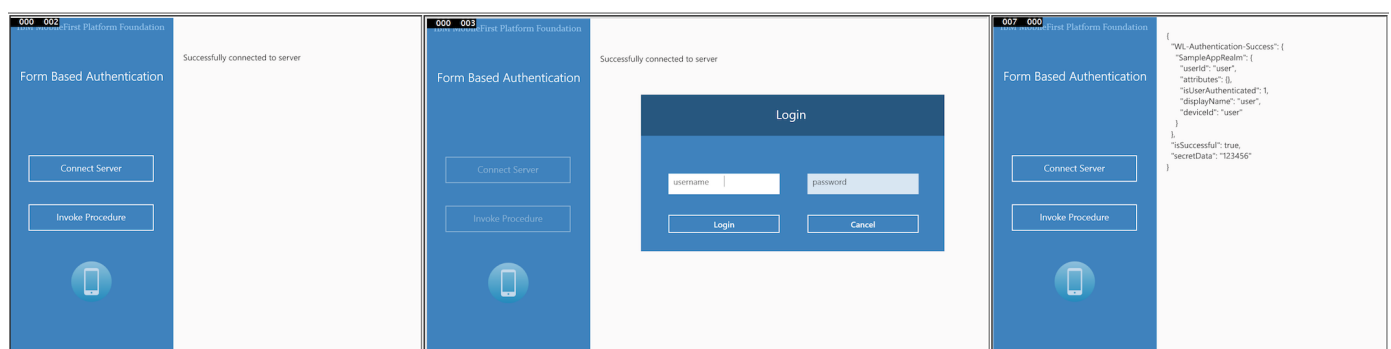 000 002
IBM MobileFirst Platform Foundation
Form Based Authentication
Connect Server
Invoke Procedure
Successfully connected to server
000 003
IBM MobileFirst Platform Foundation
Form Based Authentication
Connect Server
Invoke Procedure
Successfully connected to server
Login
username
password
Login
Cancel
007 000
IBM MobileFirst Platform Foundation
Form Based Authentication
Connect Server
Invoke Procedure
{
"WL-Authentication-Success": {
"SampleAppRealm": {
"userId": "user",
"attributes": {},
"isUserAuthenticated": 1,
"displayName": "user",
"deviceId": "user"
}
},
"isSuccessful": true,
"secretData": "123456"
}